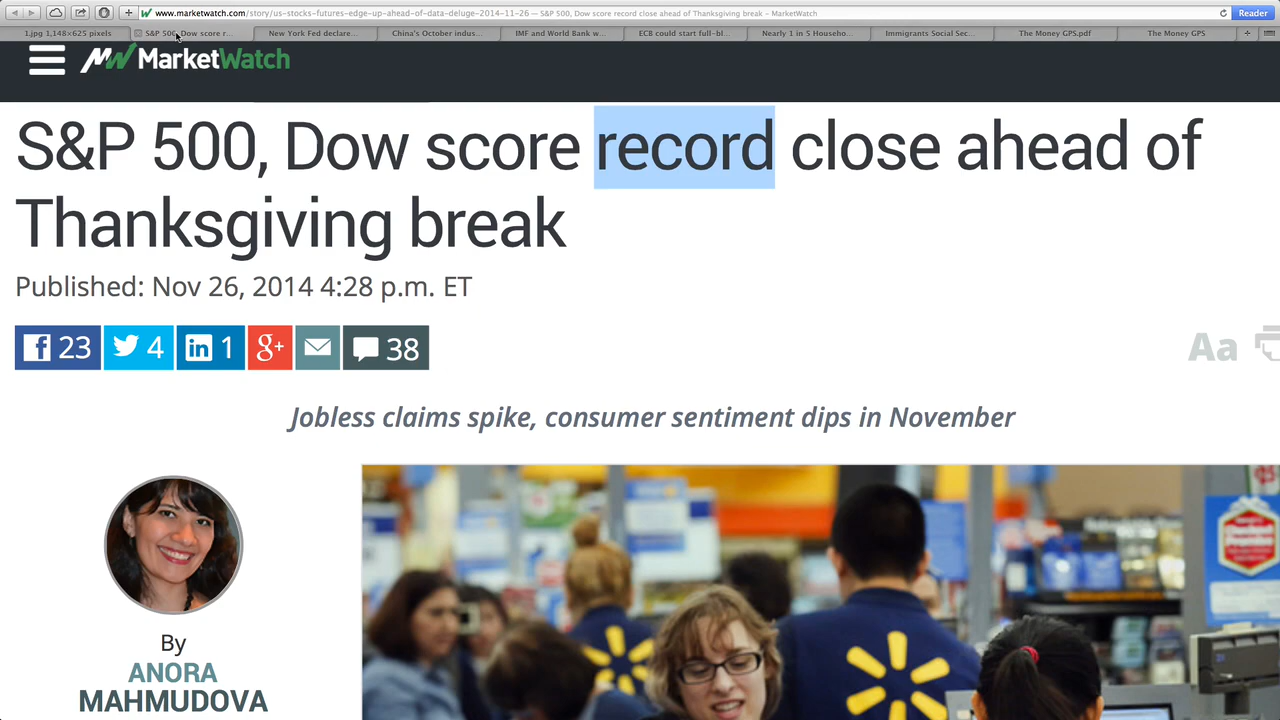 www.marketwatch.com/story/us-stocks-futures-edge-up-ahead-of-data-deluge-2014-11-26 — S&P 500, Dow score record close ahead of Thanksgiving break – MarketWatch
Reader
1.jpg 1,148×625 pixels
S&P 500, Dow score r...
New York Fed declare...
China's October indus...
IMF and World Bank w...
ECB could start full-bl...
Nearly 1 in 5 Househo...
Immigrants Social Sec...
The Money GPS.pdf
The Money GPS
MarketWatch
S&P 500, Dow score record close ahead of
Thanksgiving break
Published: Nov 26, 2014 4:28 p.m. ET
f 23
4
in 1
g+
38
Aa
Jobless claims spike, consumer sentiment dips in November
By
ANORA
MAHMUDOVA